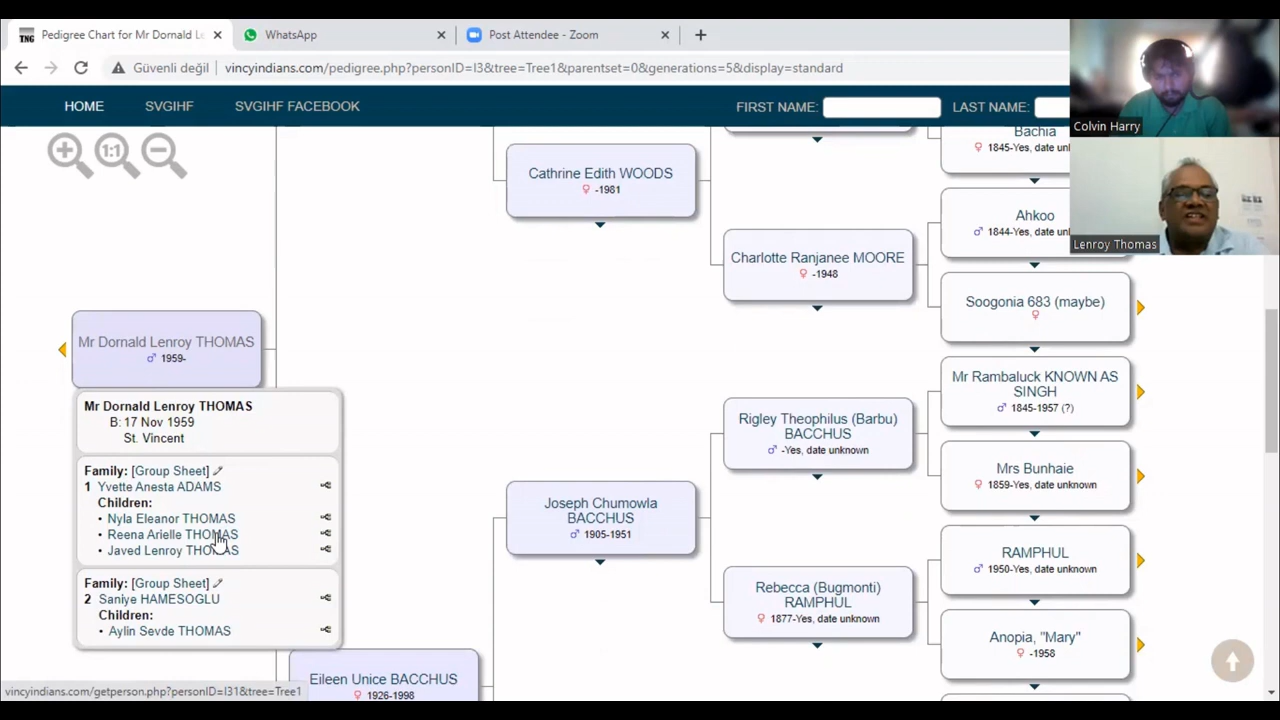 TNG Pedigree Chart for Mr Dornald Le
WhatsApp
Post Attendee - Zoom
Güvenli değil
vincyindians.com/pedigree.php?personID=I3&tree=Tree1&parentset=0&generations=5&display=standard
HOME
SVGIHF
SVGIHF FACEBOOK
FIRST NAME:
LAST NAME:
Colvin Harry
Lenroy Thomas
1:1
Cathrine Edith WOODS
♀ -1981
Bachia
♀ 1845-Yes, date un
Ahkoo
♂ 1844-Yes, date un
Charlotte Ranjanee MOORE
♀ -1948
Soogonia 683 (maybe)
♀
Mr Dornald Lenroy THOMAS
♂ 1959-
Mr Dornald Lenroy THOMAS
B: 17 Nov 1959
St. Vincent
Family: [Group Sheet]
1 Yvette Anesta ADAMS
Children:
• Nyla Eleanor THOMAS
• Reena Arielle THOMAS
• Javed Lenroy THOMAS
Family: [Group Sheet]
2 Saniye HAMESOGLU
Children:
• Aylin Sevde THOMAS
Mr Rambaluck KNOWN AS
SINGH
♂ 1845-1957 (?)
Rigley Theophilus (Barbu)
BACCHUS
♂ -Yes, date unknown
Mrs Bunhaie
♀ 1859-Yes, date unknown
Joseph Chumowla
BACCHUS
♂ 1905-1951
RAMPHUL
♂ 1950-Yes, date unknown
Rebecca (Bugmonti)
RAMPHUL
♀ 1877-Yes, date unknown
Anopia, "Mary"
♀ -1958
Eileen Unice BACCHUS
♀ 1926-1998
vincyindians.com/getperson.php?personID=I31&tree=Tree1